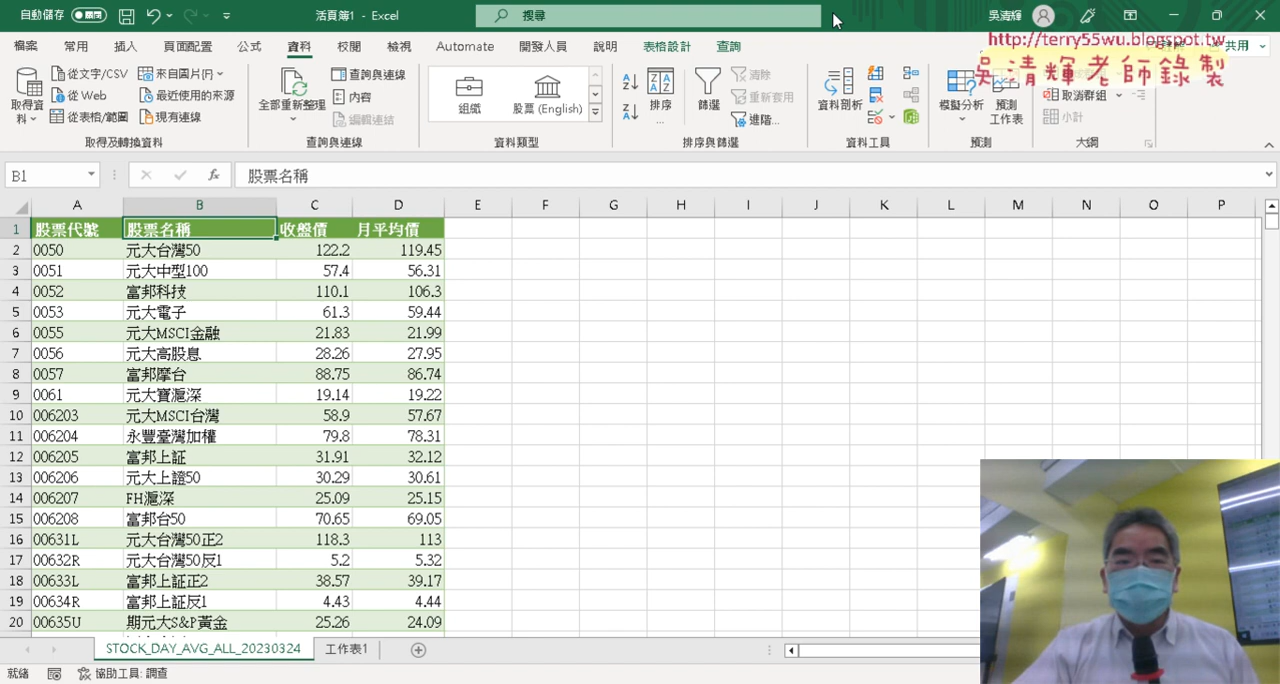 自動儲存
活頁簿1 - Excel
搜尋
吳清輝
檔案 常用 插入 頁面配置 公式 資料 校閱 檢視 Automate 開發人員 說明 表格設計 查詢
共用
http://terry55wu.blogspot.tw
吳清輝老師錄製
取得資料
從文字/CSV
從 Web
從表格/範圍
來自圖片(F)
最近使用的來源
現有連線
取得及轉換資料
全部重新整理
查詢與連線
內容
編輯連結
查詢與連線
組織
股票 (English)
資料類型
排序
篩選
清除
重新套用
進階...
排序與篩選
資料剖析
資料工具
模擬分析
預測工作表
預測
取消群組
小計
大綱
B1
fx
股票名稱
A B C D E F G H I J K L M N O P
1 股票代號 股票名稱 收盤價 月平均價
2 0050 元大台灣50 122.2 119.45
3 0051 元大中型100 57.4 56.31
4 0052 富邦科技 110.1 106.3
5 0053 元大電子 61.3 59.44
6 0055 元大MSCI金融 21.83 21.99
7 0056 元大高股息 28.26 27.95
8 0057 富邦摩台 88.75 86.74
9 0061 元大寶滬深 19.14 19.22
10 006203 元大MSCI台灣 58.9 57.67
11 006204 永豐臺灣加權 79.8 78.31
12 006205 富邦上証 31.91 32.12
13 006206 元大上證50 30.29 30.61
14 006207 FH滬深 25.09 25.15
15 006208 富邦台50 70.65 69.05
16 00631L 元大台灣50正2 118.3 113
17 00632R 元大台灣50反1 5.2 5.32
18 00633L 富邦上証正2 38.57 39.17
19 00634R 富邦上証反1 4.43 4.44
20 00635U 期元大S&P黃金 25.26 24.09
STOCK_DAY_AVG_ALL_20230324 工作表1
就緒
協助工具: 調查